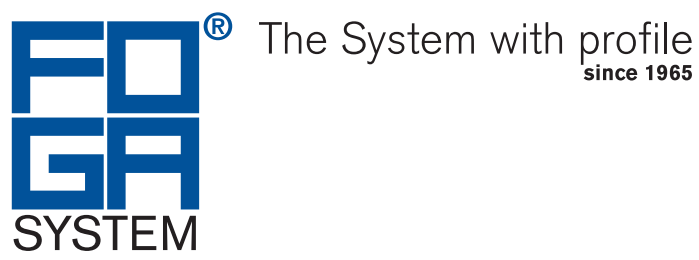 FO®
GA
SYSTEM
The System with profile
since 1965